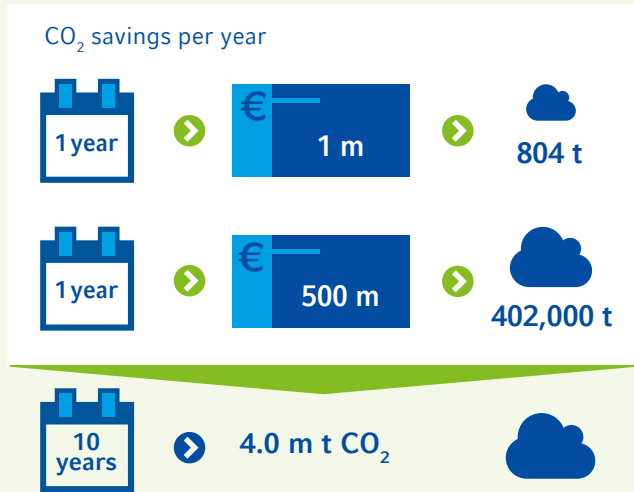 CO₂ savings per year
1 year
€
1 m
804 t
1 year
€
500 m
402,000 t
10
years
4.0 m t CO₂